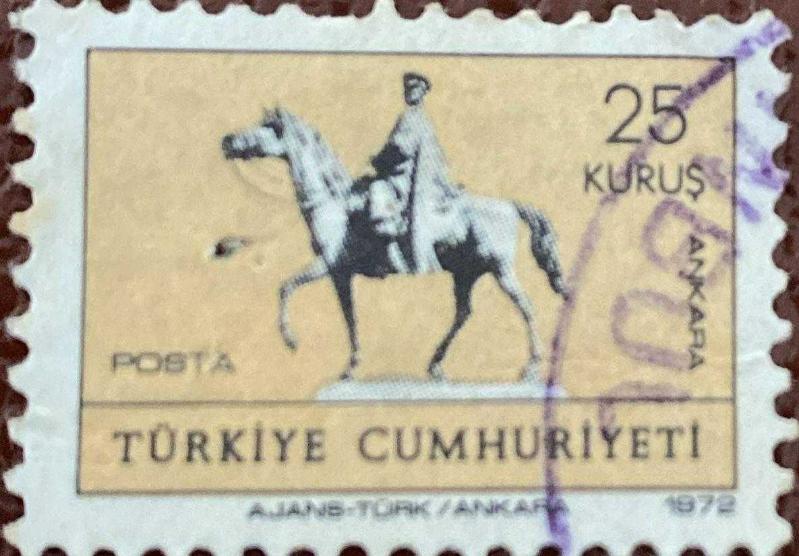 25
KURUŞ
ANKARA
POSTA
TÜRKİYE CUMHURİYETİ
AJANS-TÜRK/ANKARA 1972